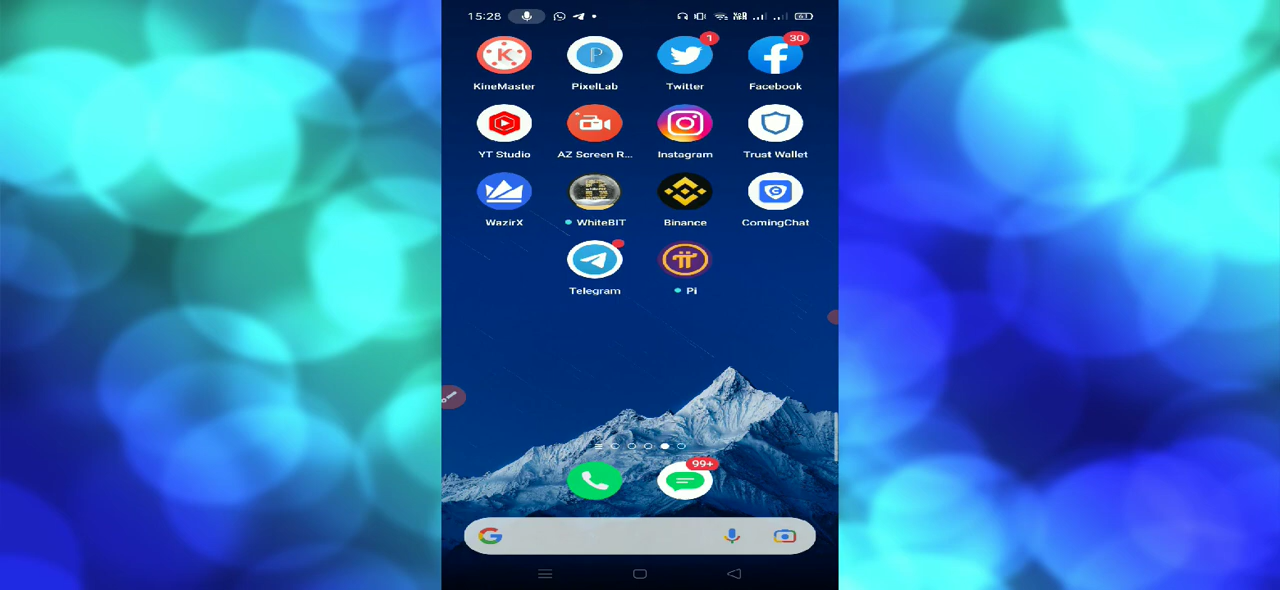 15:28
61
1
30
KineMaster
PixelLab
Twitter
Facebook
YT Studio
AZ Screen R...
Instagram
Trust Wallet
WazirX
WhiteBIT
Binance
ComingChat
Telegram
Pi
99+